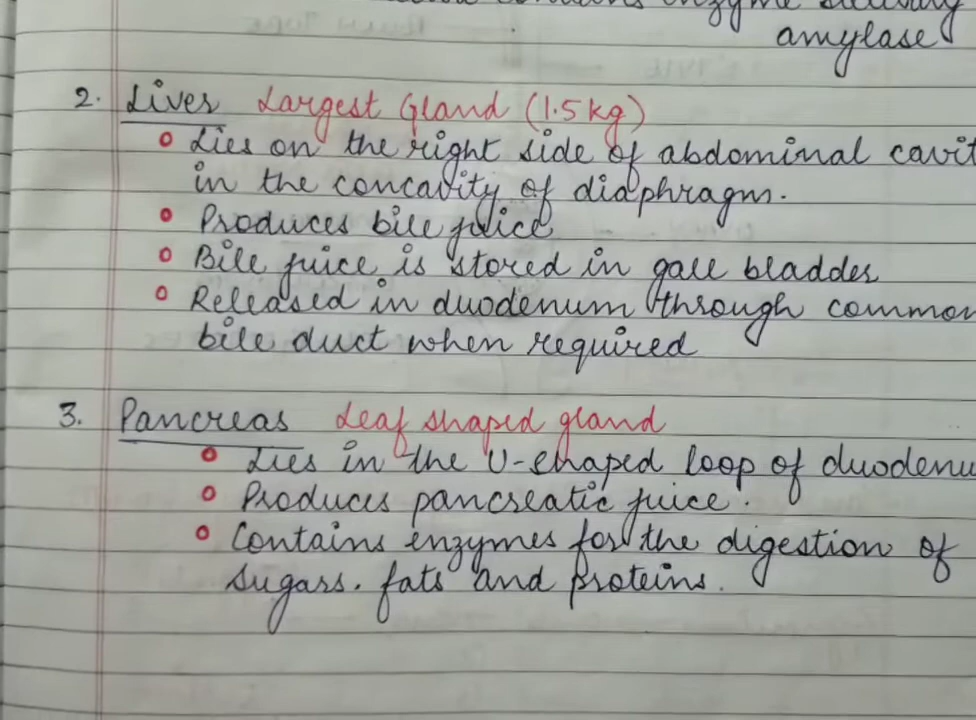 enzyme salivary
amylase
2. Liver Largest Gland (1.5 kg)
Lies on the right side of abdominal cavit
in the concavity of diaphragm.
Produces bile juice
Bile juice is stored in gall bladder
Released in duodenum through common
bile duct when required
3. Pancreas Leaf shaped gland
Lies in the U-shaped loop of duodenu
Produces pancreatic juice.
Contains enzymes for the digestion of
sugars. fats and proteins.